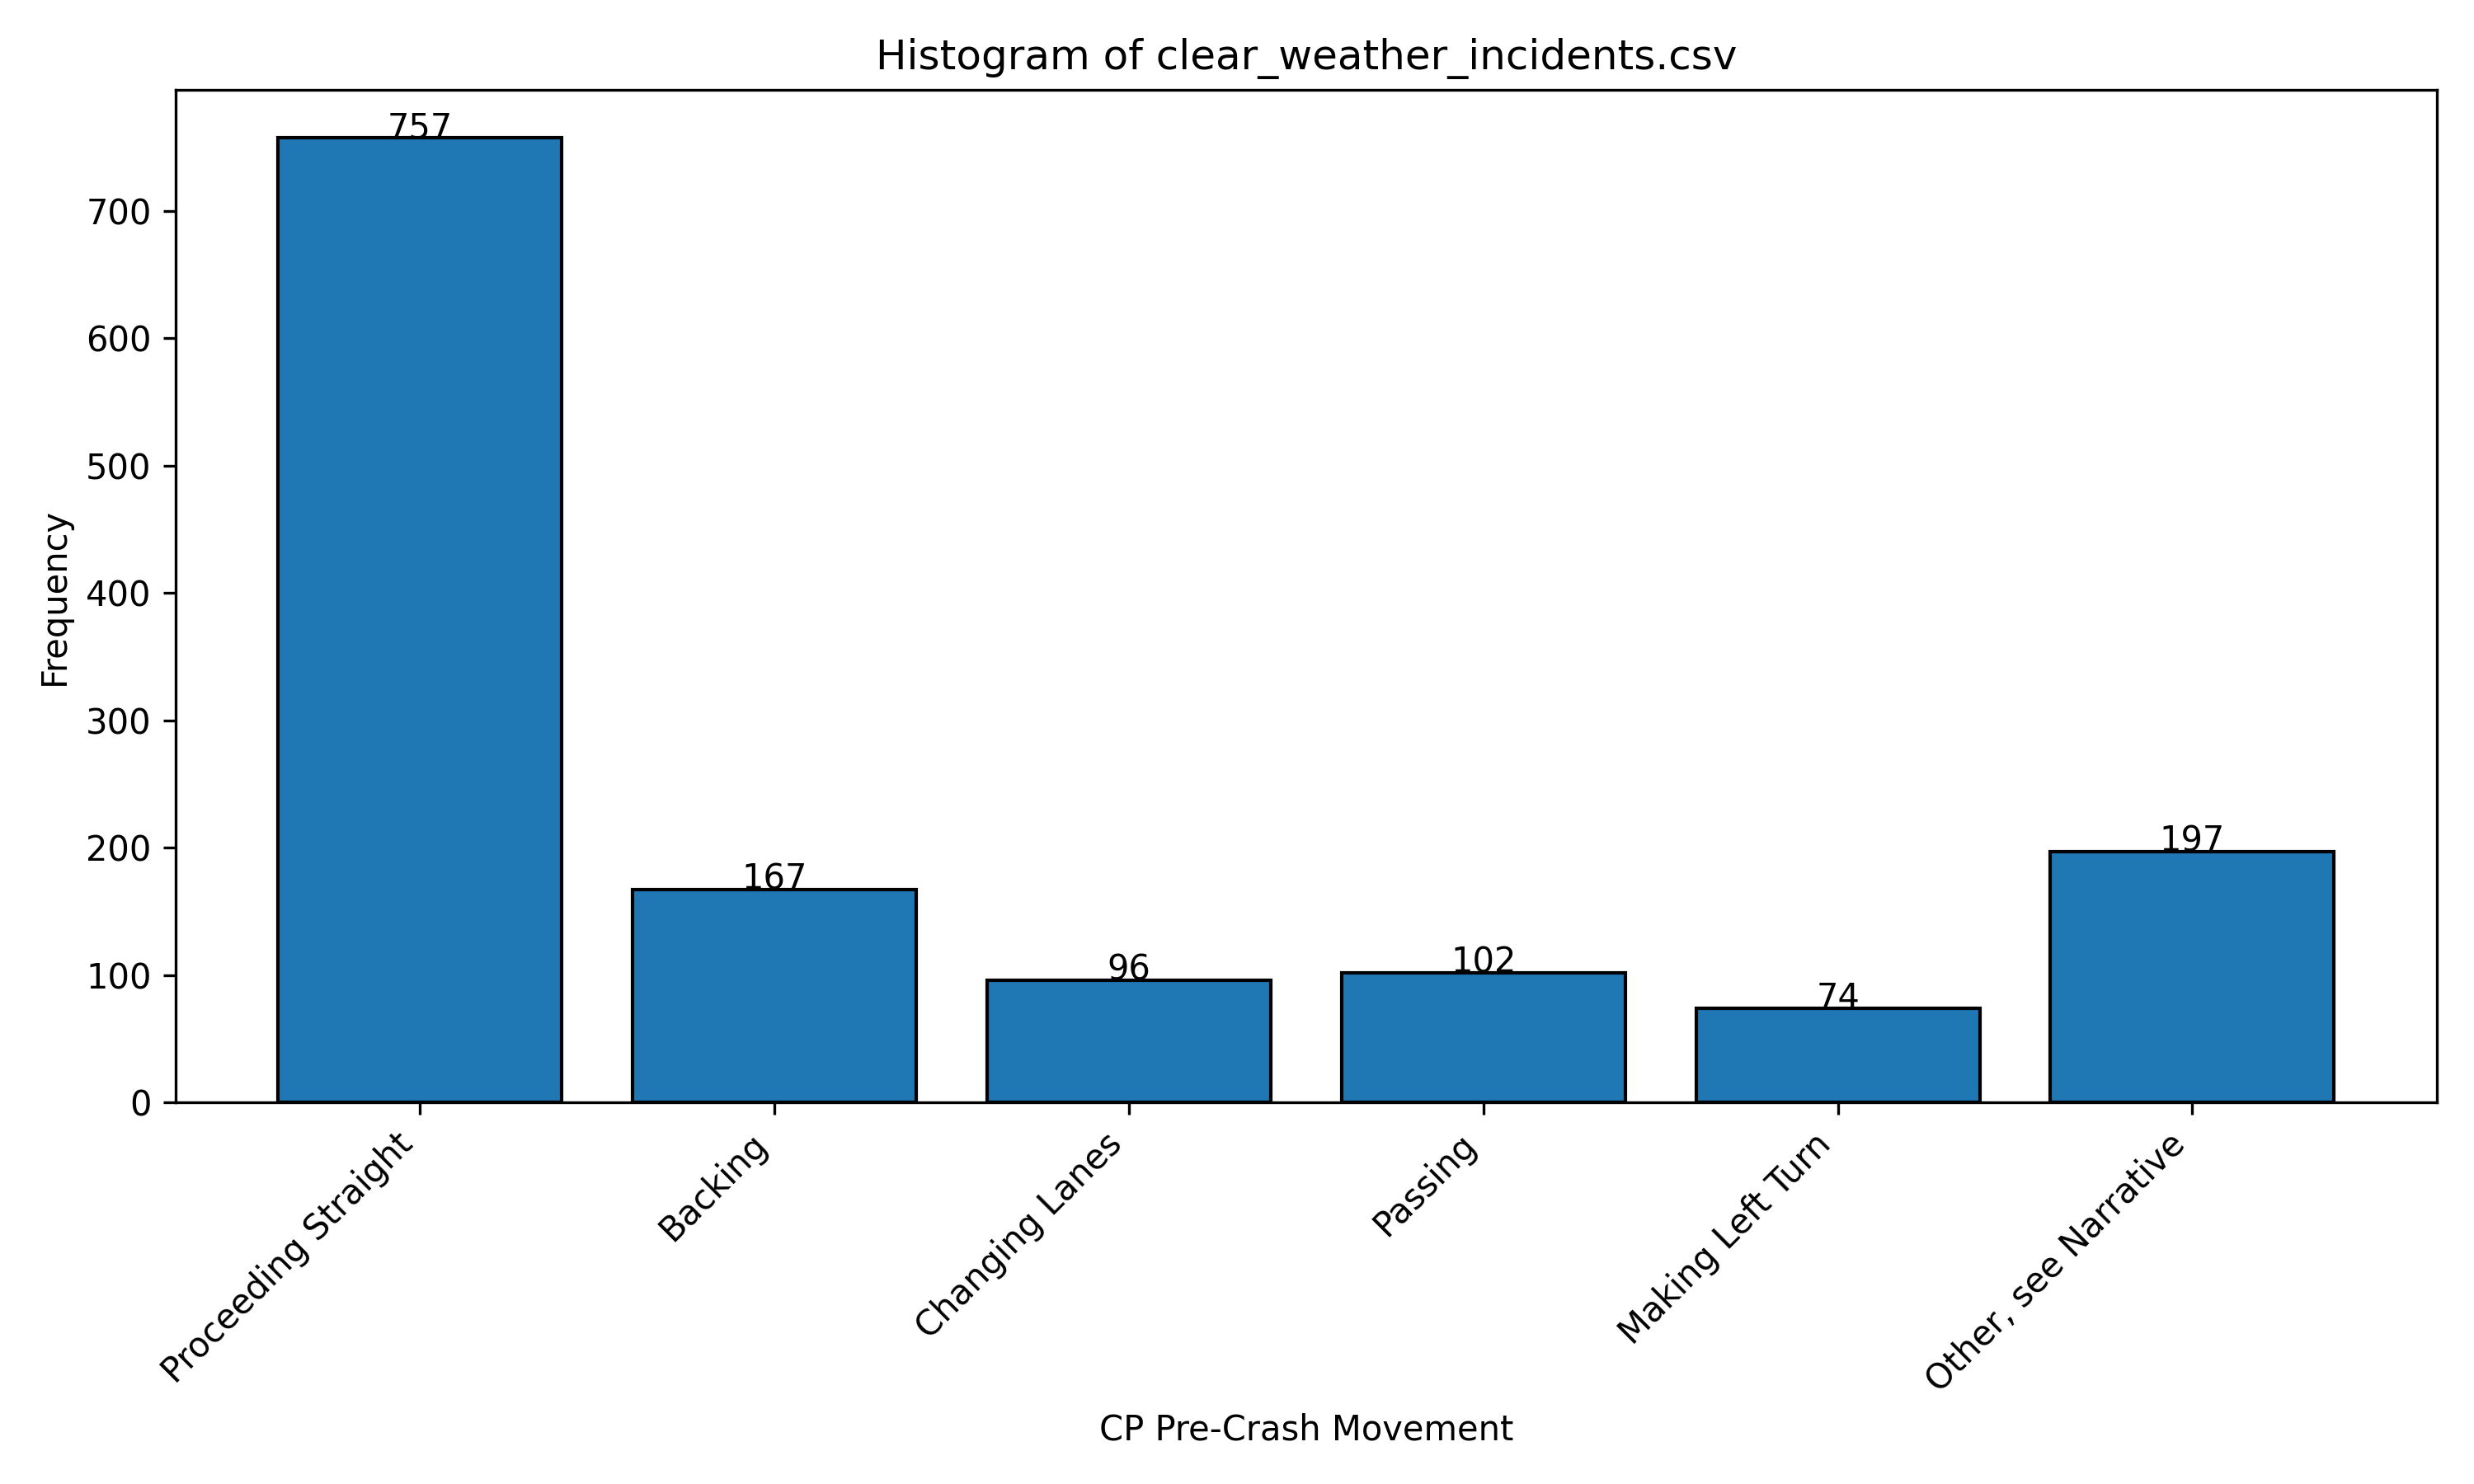 Histogram of clear_weather_incidents.csv
Frequency
700
600
500
400
300
200
100
0
757
167
96
102
74
197
Proceeding Straight
Backing
Changing Lanes
Passing
Making Left Turn
Other, see Narrative
CP Pre-Crash Movement